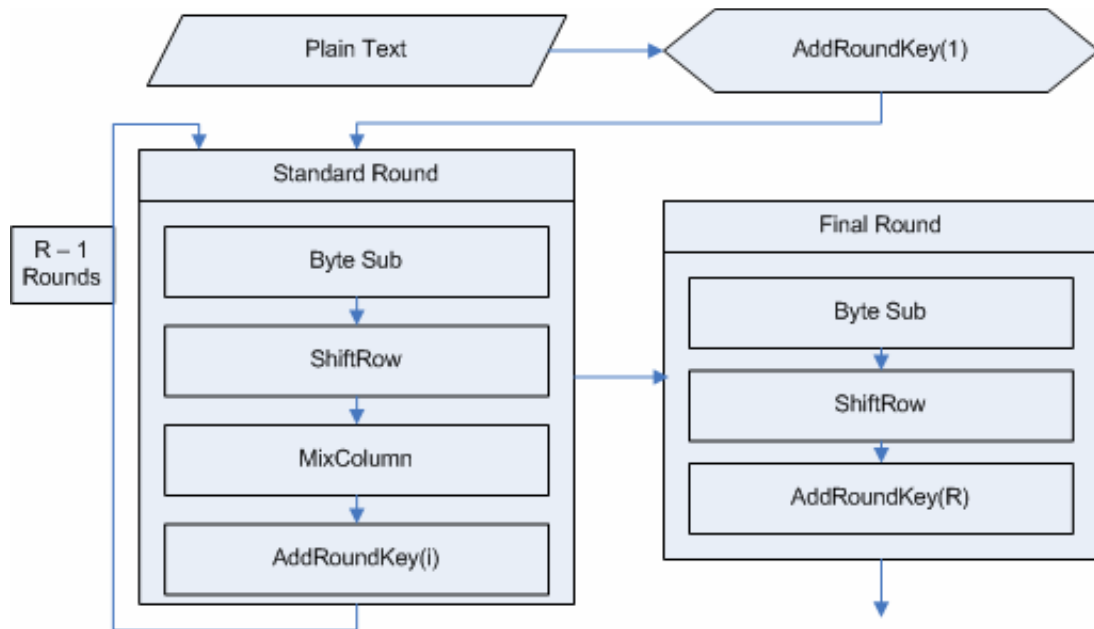 Plain Text
AddRoundKey(1)
Standard Round
Byte Sub
ShiftRow
MixColumn
AddRoundKey(i)
R – 1
Rounds
Final Round
Byte Sub
ShiftRow
AddRoundKey(R)